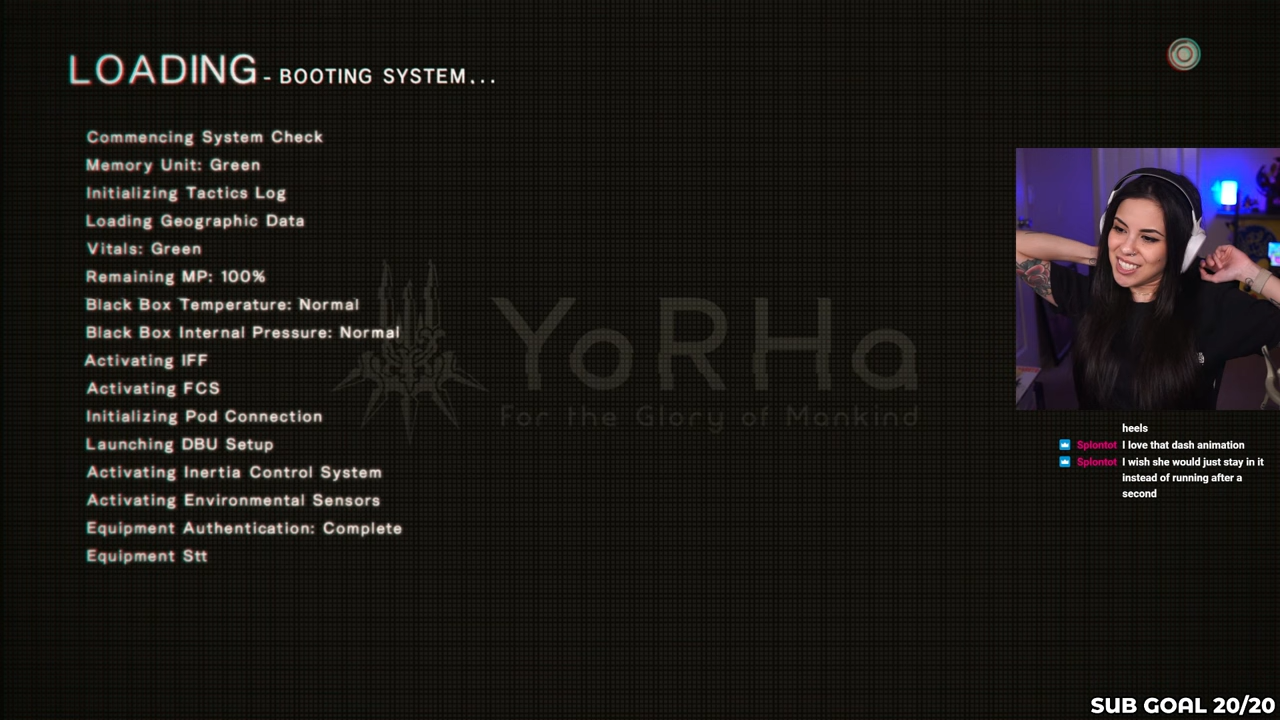 LOADING - BOOTING SYSTEM...
Commencing System Check
Memory Unit: Green
Initializing Tactics Log
Loading Geographic Data
Vitals: Green
Remaining MP: 100%
Black Box Temperature: Normal
Black Box Internal Pressure: Normal
Activating IFF
Activating FCS
Initializing Pod Connection
Launching DBU Setup
Activating Inertia Control System
Activating Environmental Sensors
Equipment Authentication: Complete
Equipment Stt
YoRHa
For the Glory of Mankind
heels
Splontot I love that dash animation
Splontot I wish she would just stay in it
instead of running after a
second
SUB GOAL 20/20